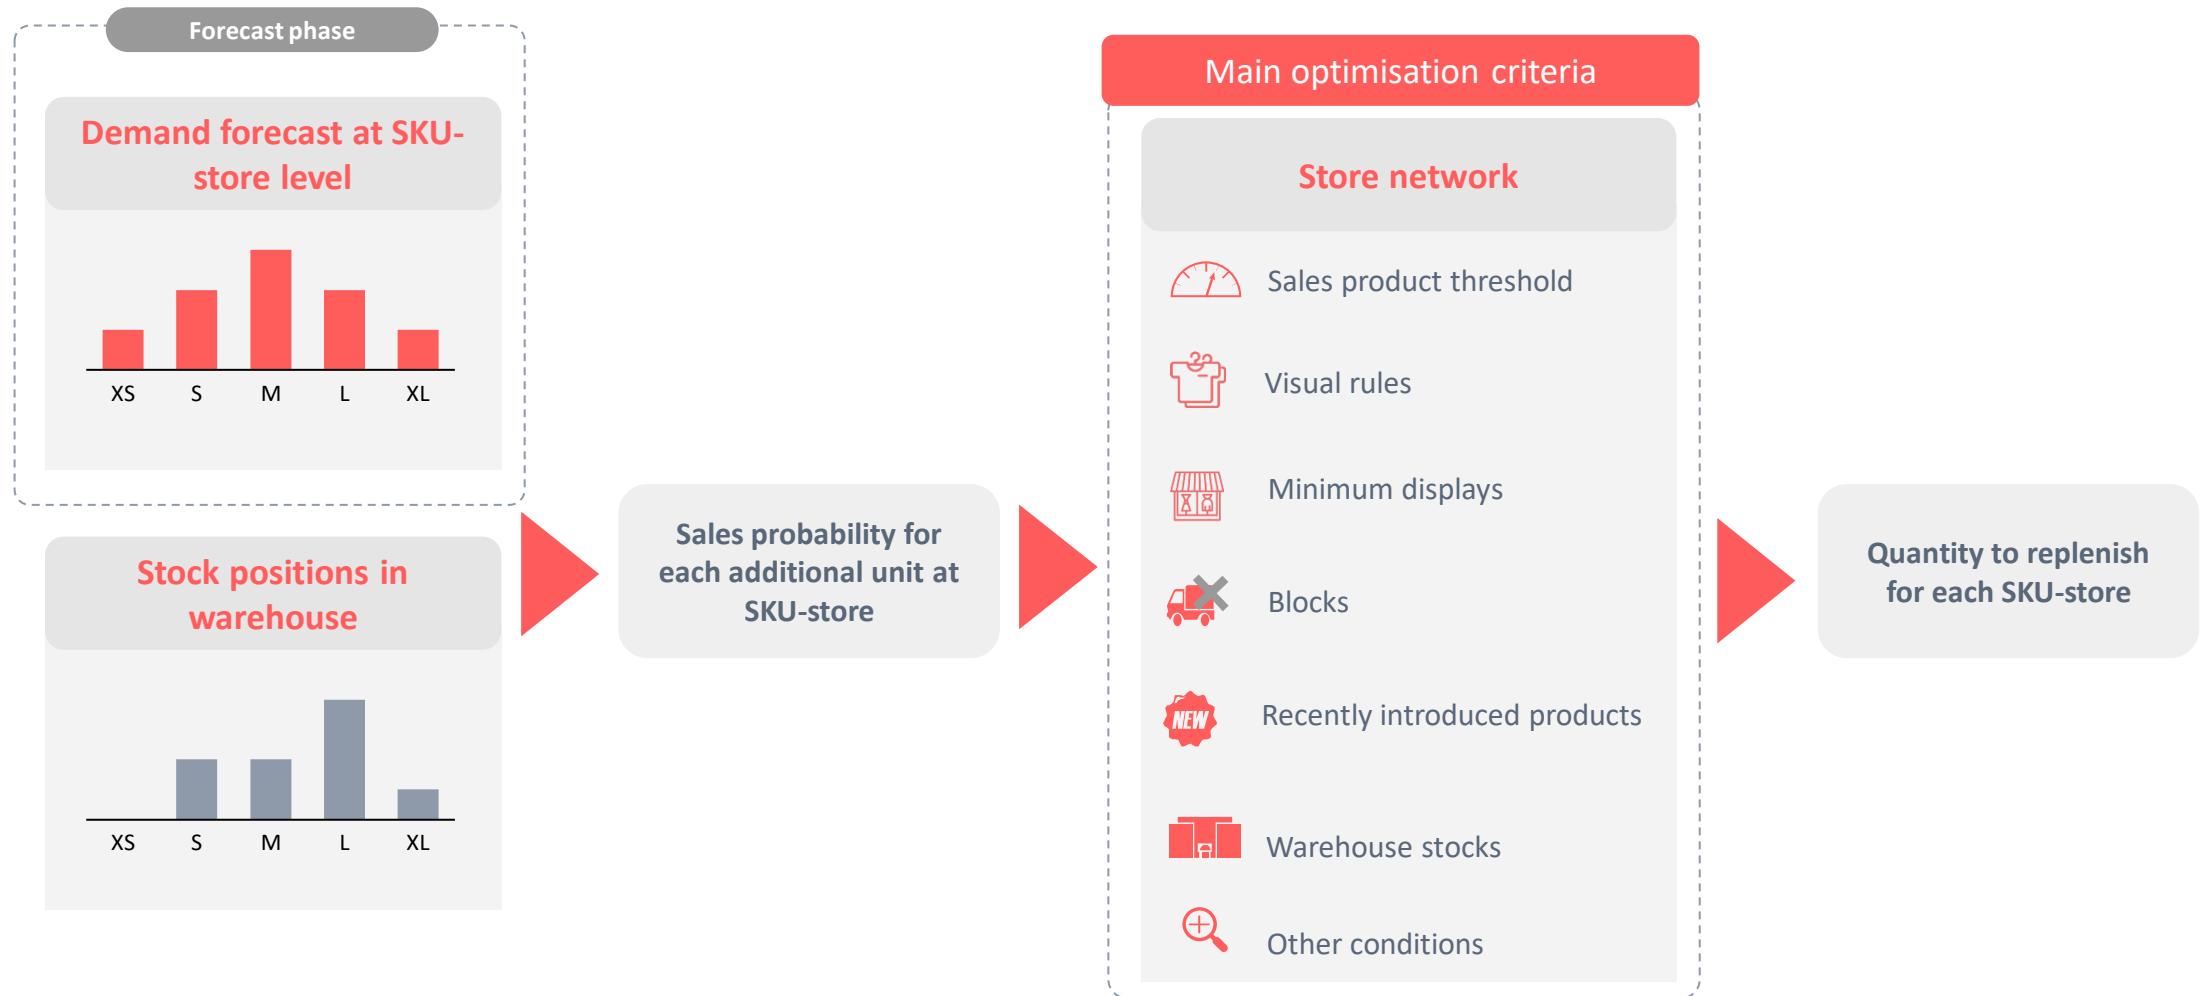 Forecast phase
Demand forecast at SKU-
store level
XS S M L XL
Stock positions in
warehouse
XS S M L XL
Sales probability for
each additional unit at
SKU-store
Main optimisation criteria
Store network
Sales product threshold
Visual rules
Minimum displays
Blocks
NEW
Recently introduced products
Warehouse stocks
Other conditions
Quantity to replenish
for each SKU-store